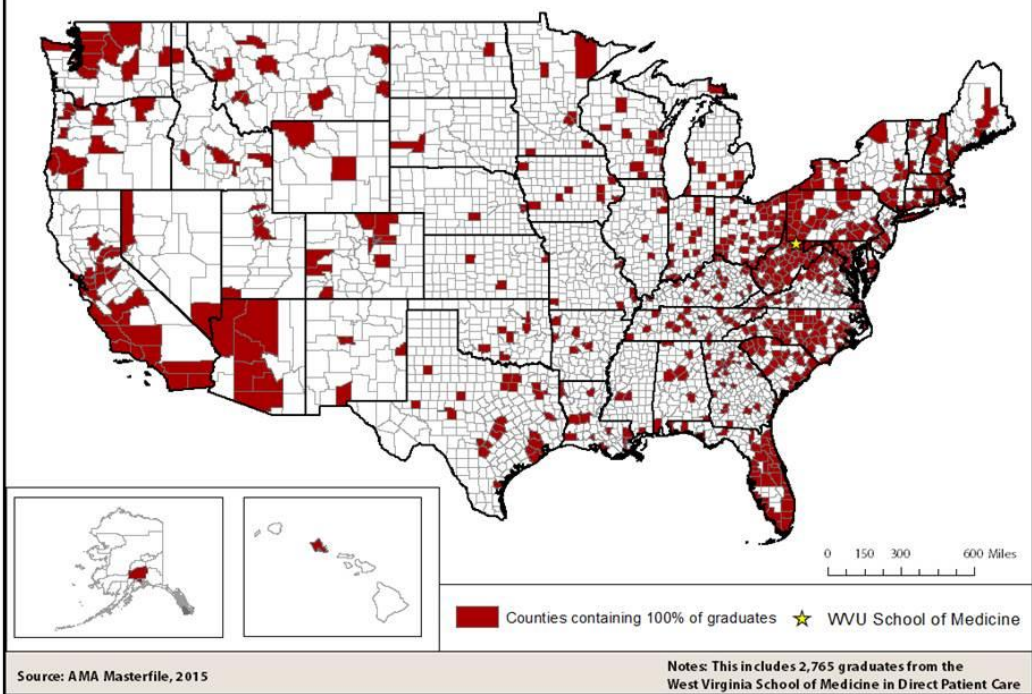 0 150 300 600 Miles
Counties containing 100% of graduates WVU School of Medicine
Source: AMA Masterfile, 2015
Notes: This includes 2,765 graduates from the
West Virginia School of Medicine in Direct Patient Care